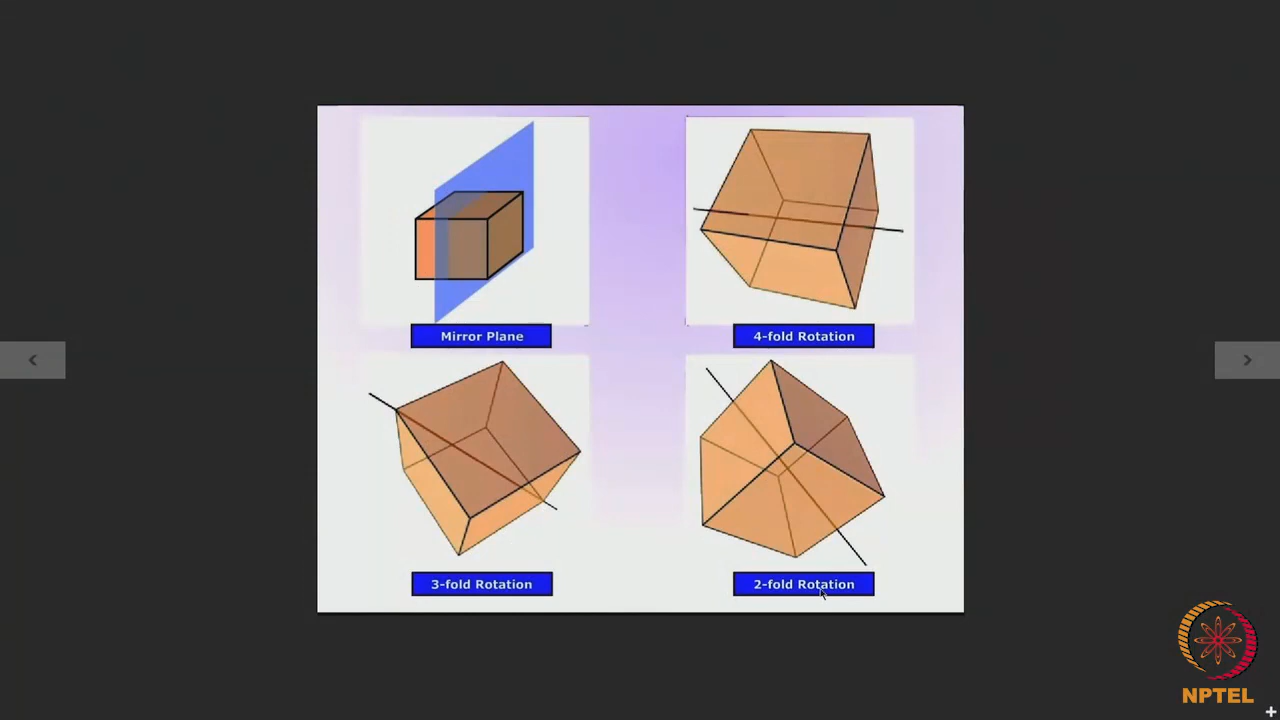 Mirror Plane
4-fold Rotation
3-fold Rotation
2-fold Rotation
NPTEL